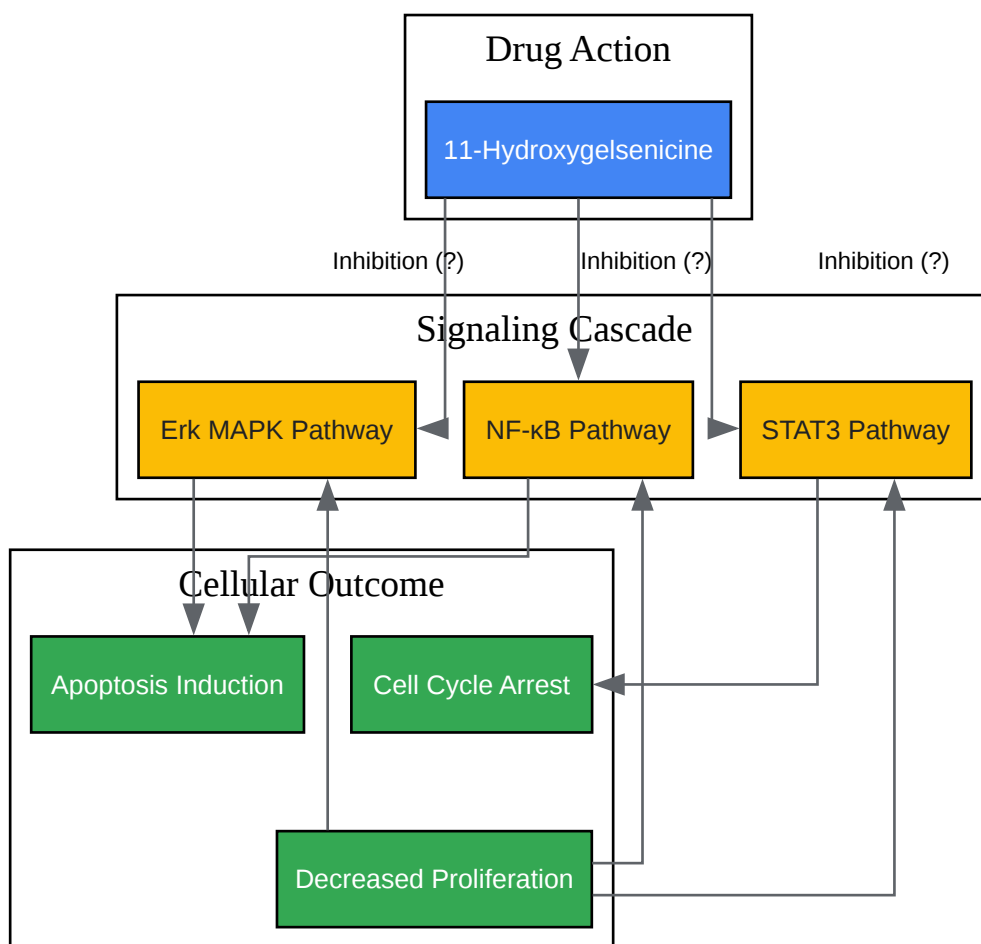 Drug Action
11-Hydroxygelsenicine
Inhibition (?)
Inhibition (?)
Inhibition (?)
Signaling Cascade
Erk MAPK Pathway
NF-κB Pathway
STAT3 Pathway
Cellular Outcome
Apoptosis Induction
Cell Cycle Arrest
Decreased Proliferation